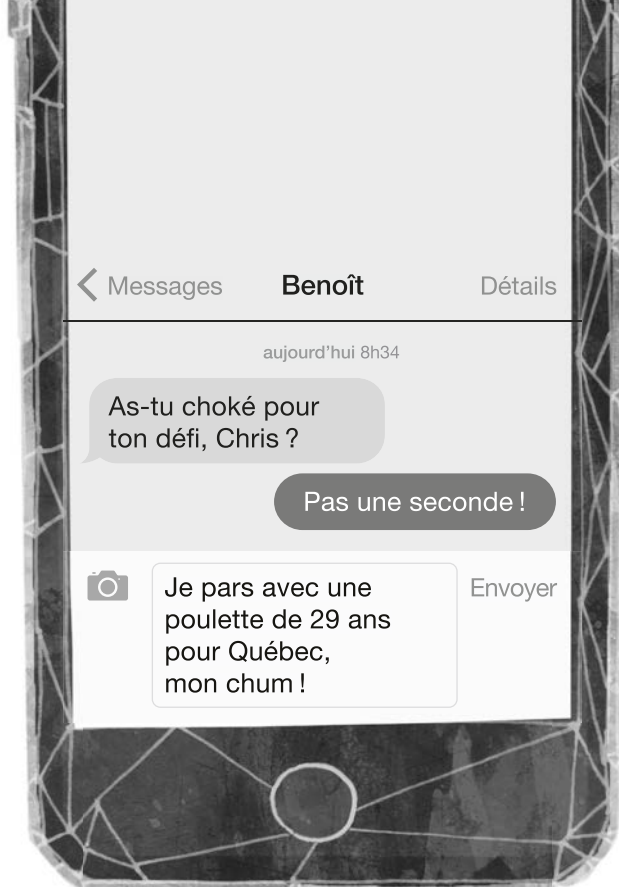 Messages Benoît Détails
aujourd'hui 8h34
As-tu choké pour
ton défi, Chris ?
Pas une seconde !
Je pars avec une
poulette de 29 ans
pour Québec,
mon chum !
Envoyer